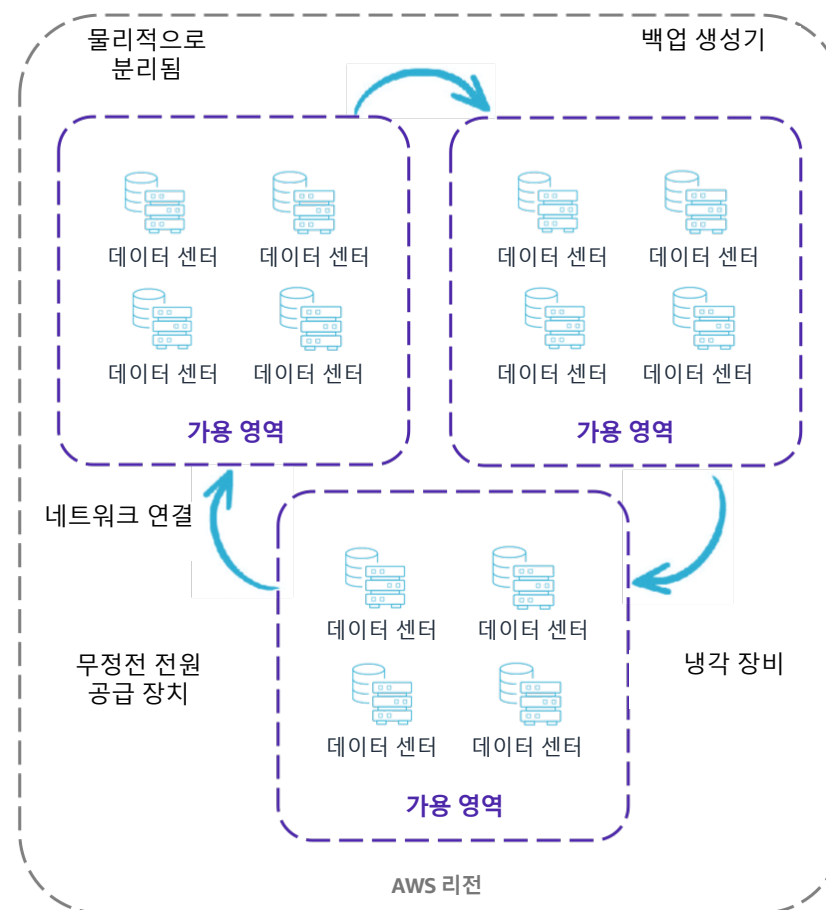 물리적으로
분리됨
백업 생성기
데이터 센터
데이터 센터
데이터 센터
데이터 센터
가용 영역
데이터 센터
데이터 센터
데이터 센터
데이터 센터
가용 영역
네트워크 연결
데이터 센터
데이터 센터
데이터 센터
데이터 센터
가용 영역
무정전 전원
공급 장치
냉각 장비
AWS 리전